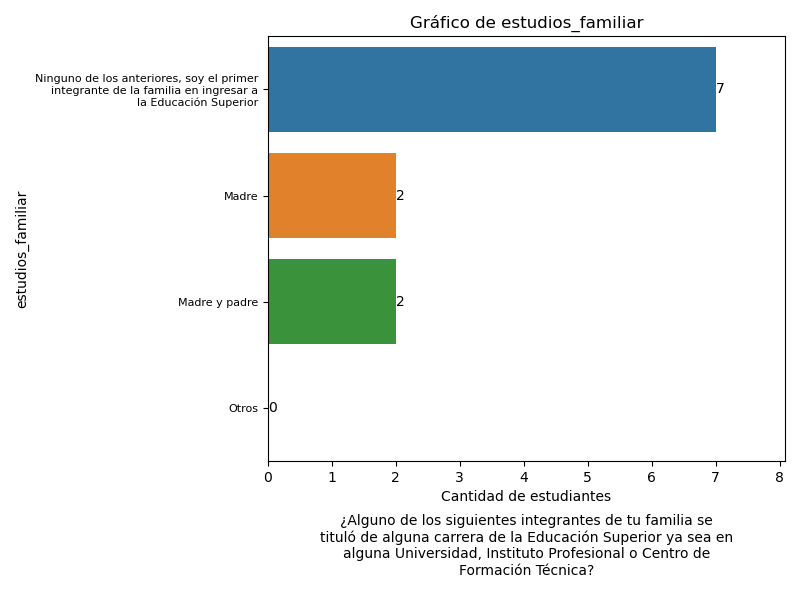 Gráfico de estudios_familiar
Ninguno de los anteriores, soy el primer
integrante de la familia en ingresar a
la Educación Superior
7
Madre
2
estudios_familiar
Madre y padre
2
Otros
0
0 1 2 3 4 5 6 7 8
Cantidad de estudiantes
¿Alguno de los siguientes integrantes de tu familia se
tituló de alguna carrera de la Educación Superior ya sea en
alguna Universidad, Instituto Profesional o Centro de
Formación Técnica?